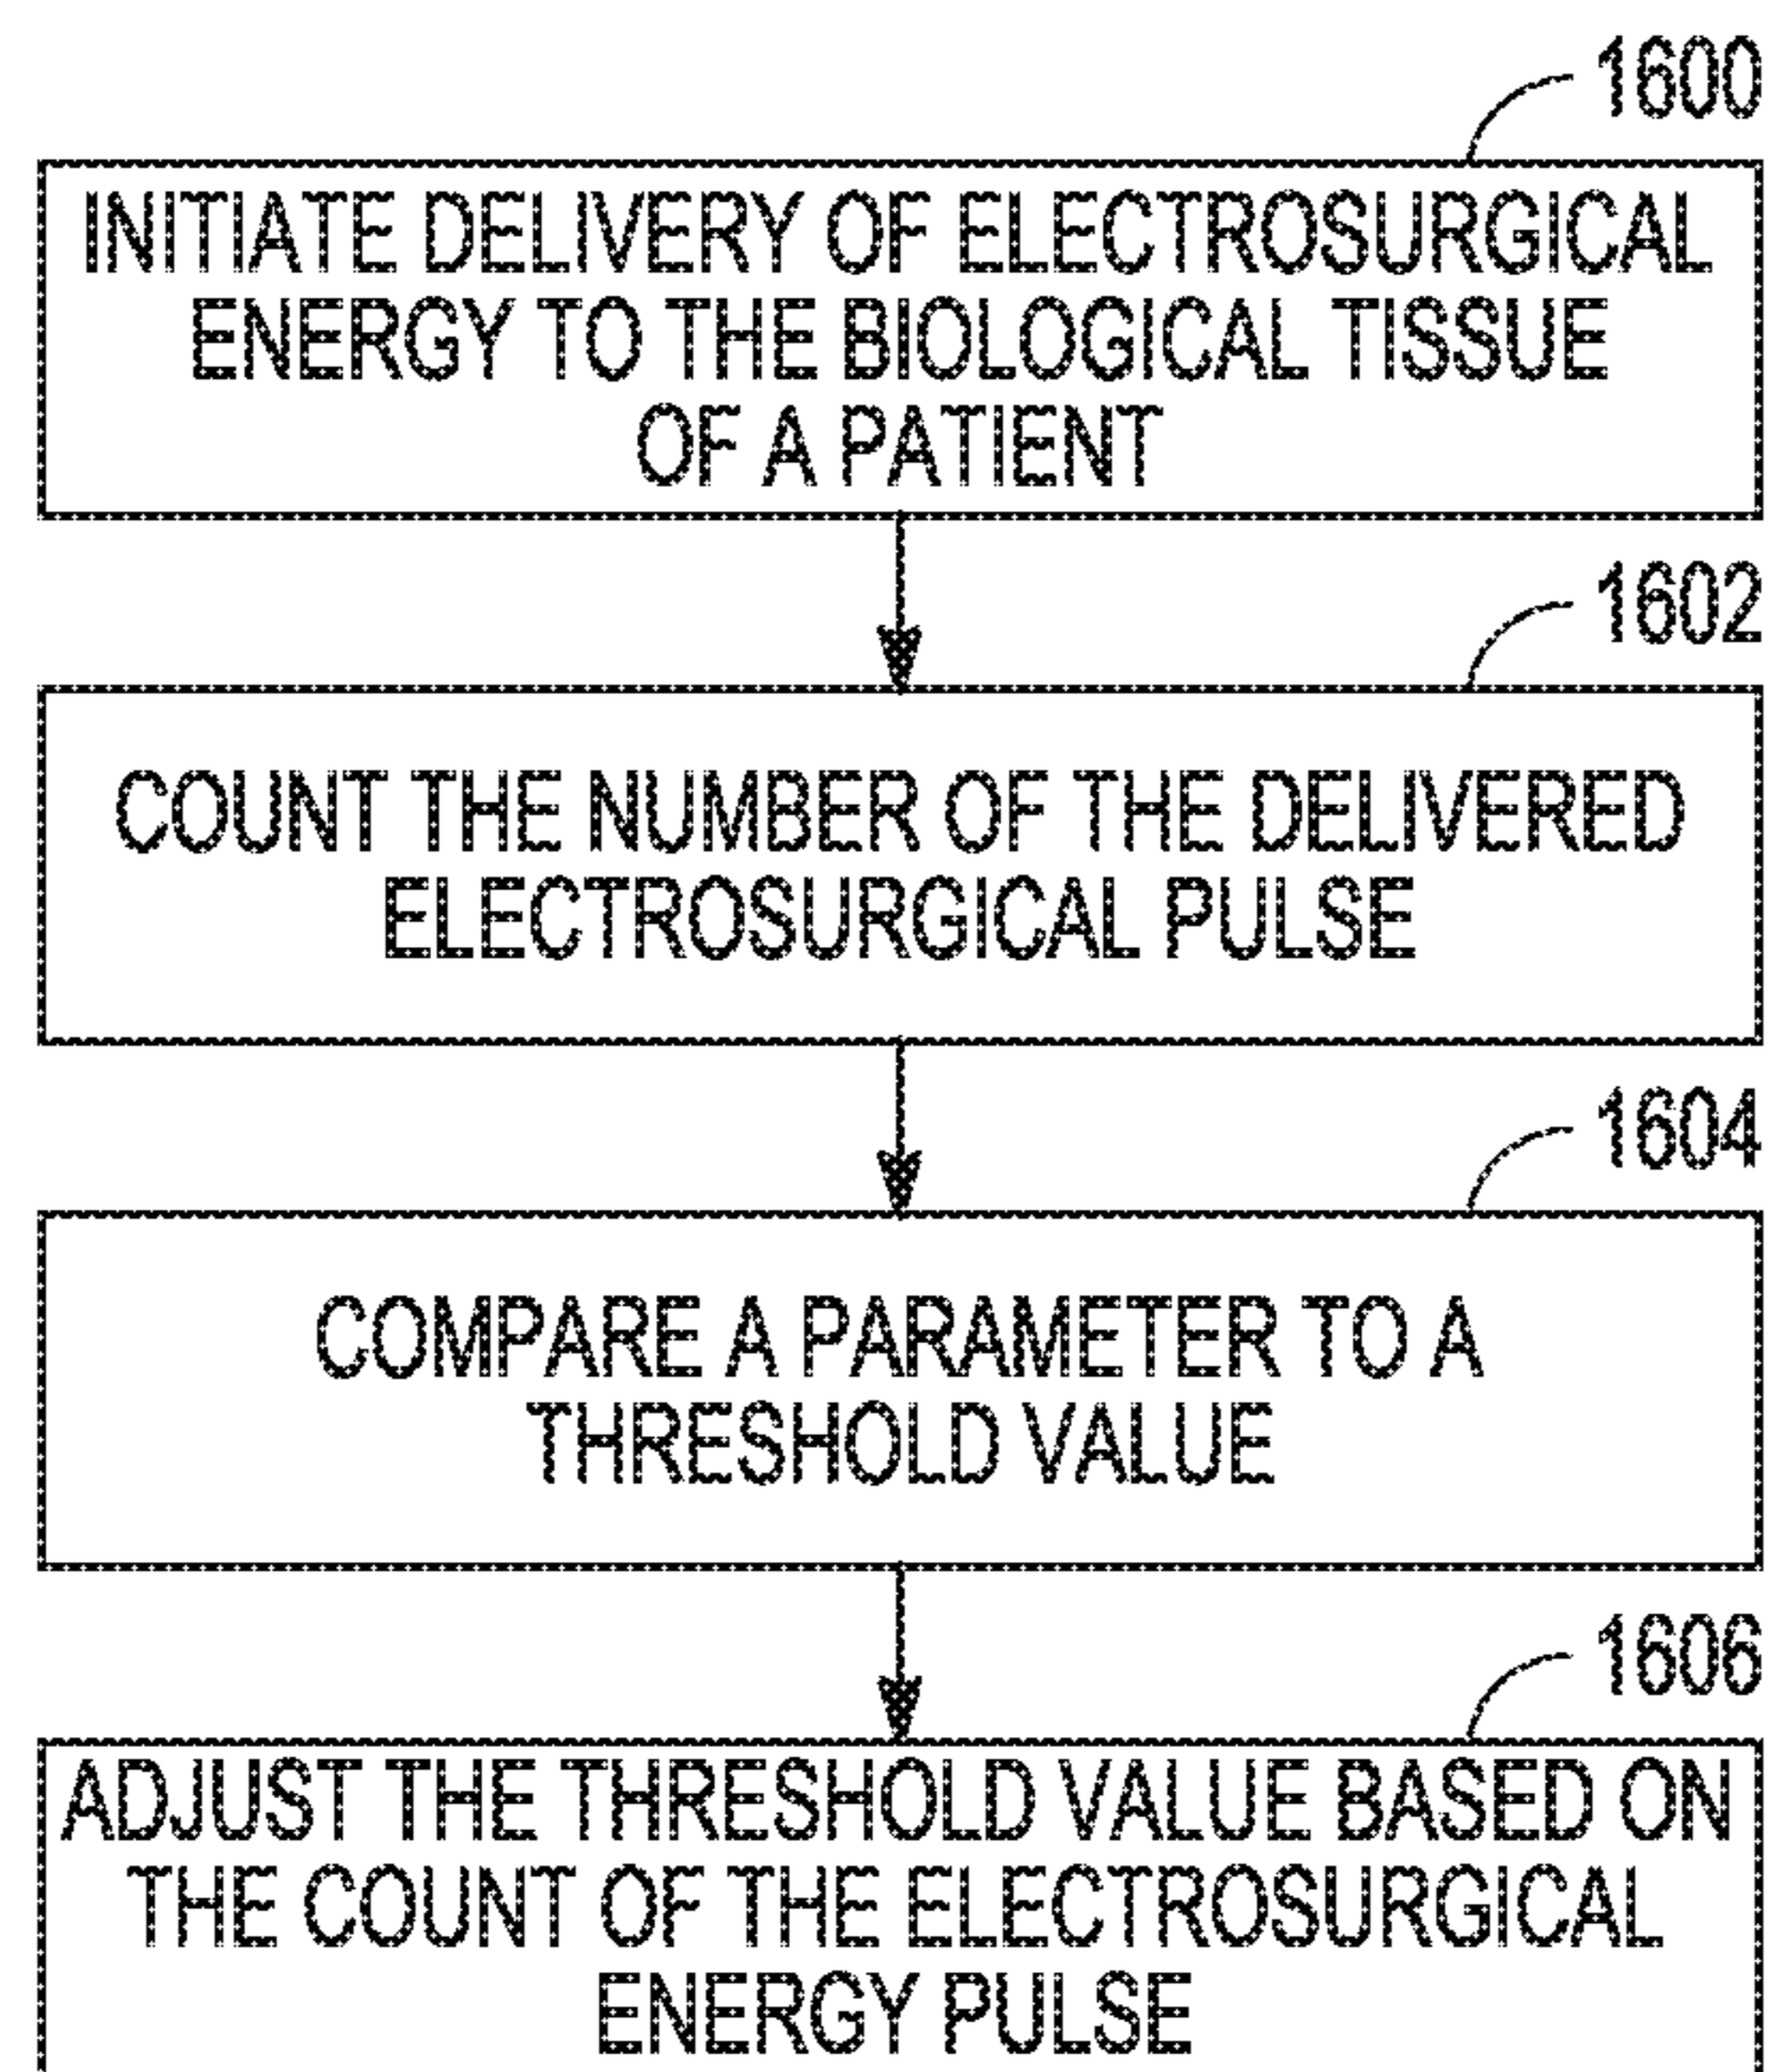 1600
INITIATE DELIVERY OF ELECTROSURGICAL
ENERGY TO THE BIOLOGICAL TISSUE
OF A PATIENT
1602
COUNT THE NUMBER OF THE DELIVERED
ELECTROSURGICAL PULSE
1604
COMPARE A PARAMETER TO A
THRESHOLD VALUE
1606
ADJUST THE THRESHOLD VALUE BASED ON
THE COUNT OF THE ELECTROSURGICAL
ENERGY PULSE